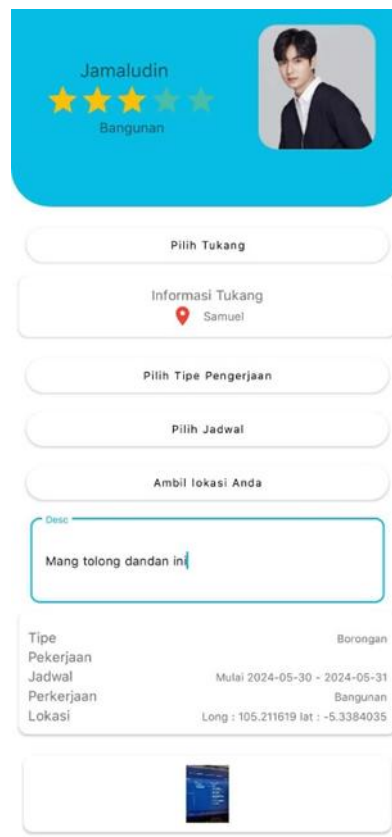 Jamaludin
Bangunan
Pilih Tukang
Informasi Tukang
Samuel
Pilih Tipe Pengerjaan
Pilih Jadwal
Ambil lokasi Anda
Desc
Mang tolong dandan ini
Tipe Borongan
Pekerjaan
Jadwal Mulai 2024-05-30 - 2024-05-31
Perkerjaan Bangunan
Lokasi Long : 105.211619 lat : -5.3384035